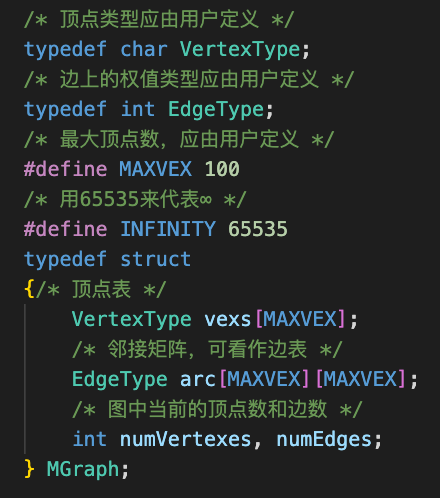 /* 顶点类型应由用户定义 */
typedef char VertexType;
/* 边上的权值类型应由用户定义 */
typedef int EdgeType;
/* 最大顶点数，应由用户定义 */
#define MAXVEX 100
/* 用65535来代表∞ */
#define INFINITY 65535
typedef struct
{/* 顶点表 */
    VertexType vexs[MAXVEX];
    /* 邻接矩阵，可看作边表 */
    EdgeType arc[MAXVEX][MAXVEX];
    /* 图中当前的顶点数和边数 */
    int numVertexes, numEdges;
} MGraph;